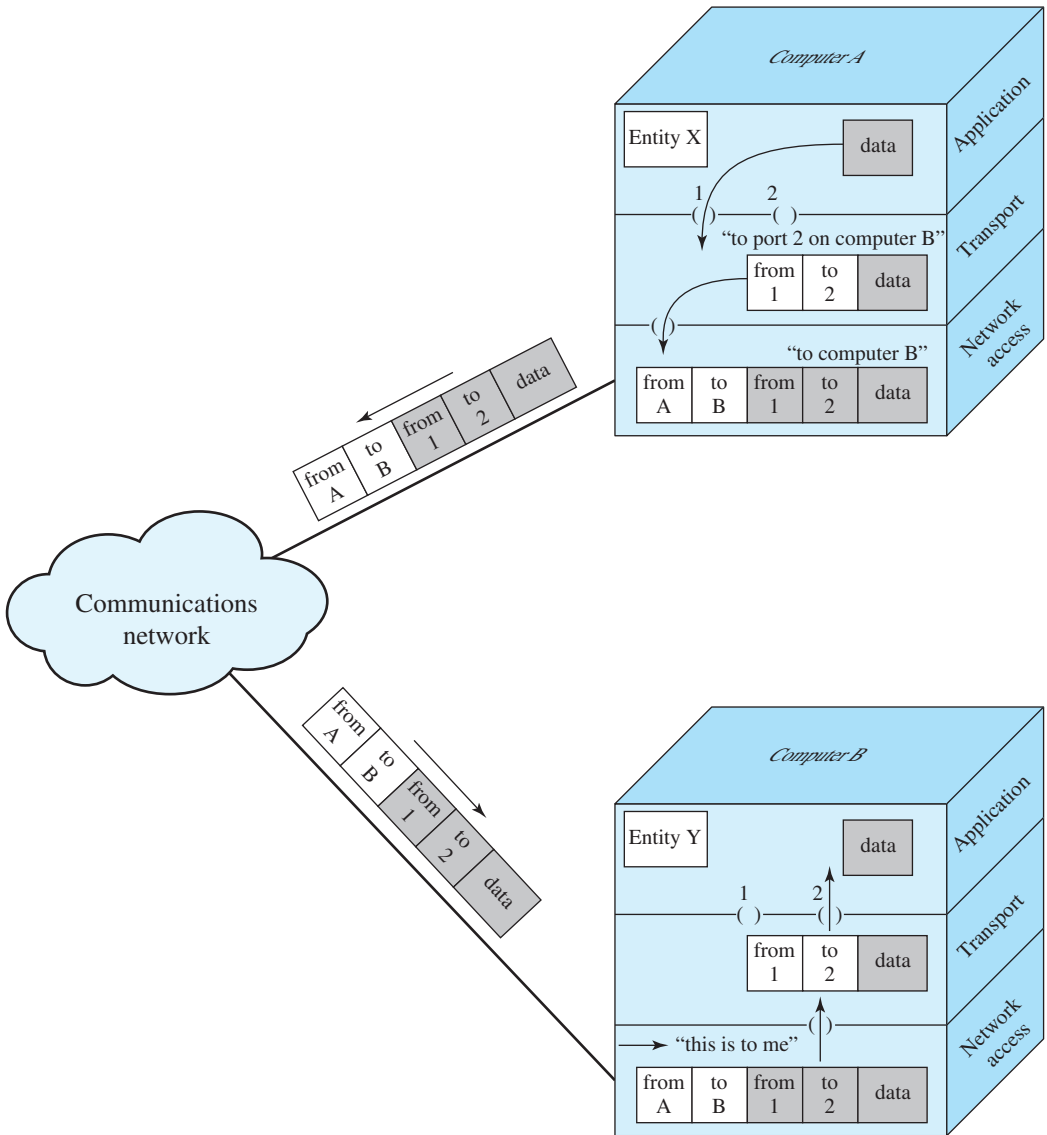 Computer A
Entity X
data
Application
1
2
"to port 2 on computer B"
from
1
to
2
data
Transport
"to computer B"
from
A
to
B
from
1
to
2
data
Network
access
from
A
to
B
from
1
to
2
data
Communications
network
from
A
to
B
from
1
to
2
data
Computer B
Entity Y
data
Application
1
2
from
1
to
2
data
Transport
"this is to me"
from
A
to
B
from
1
to
2
data
Network
access